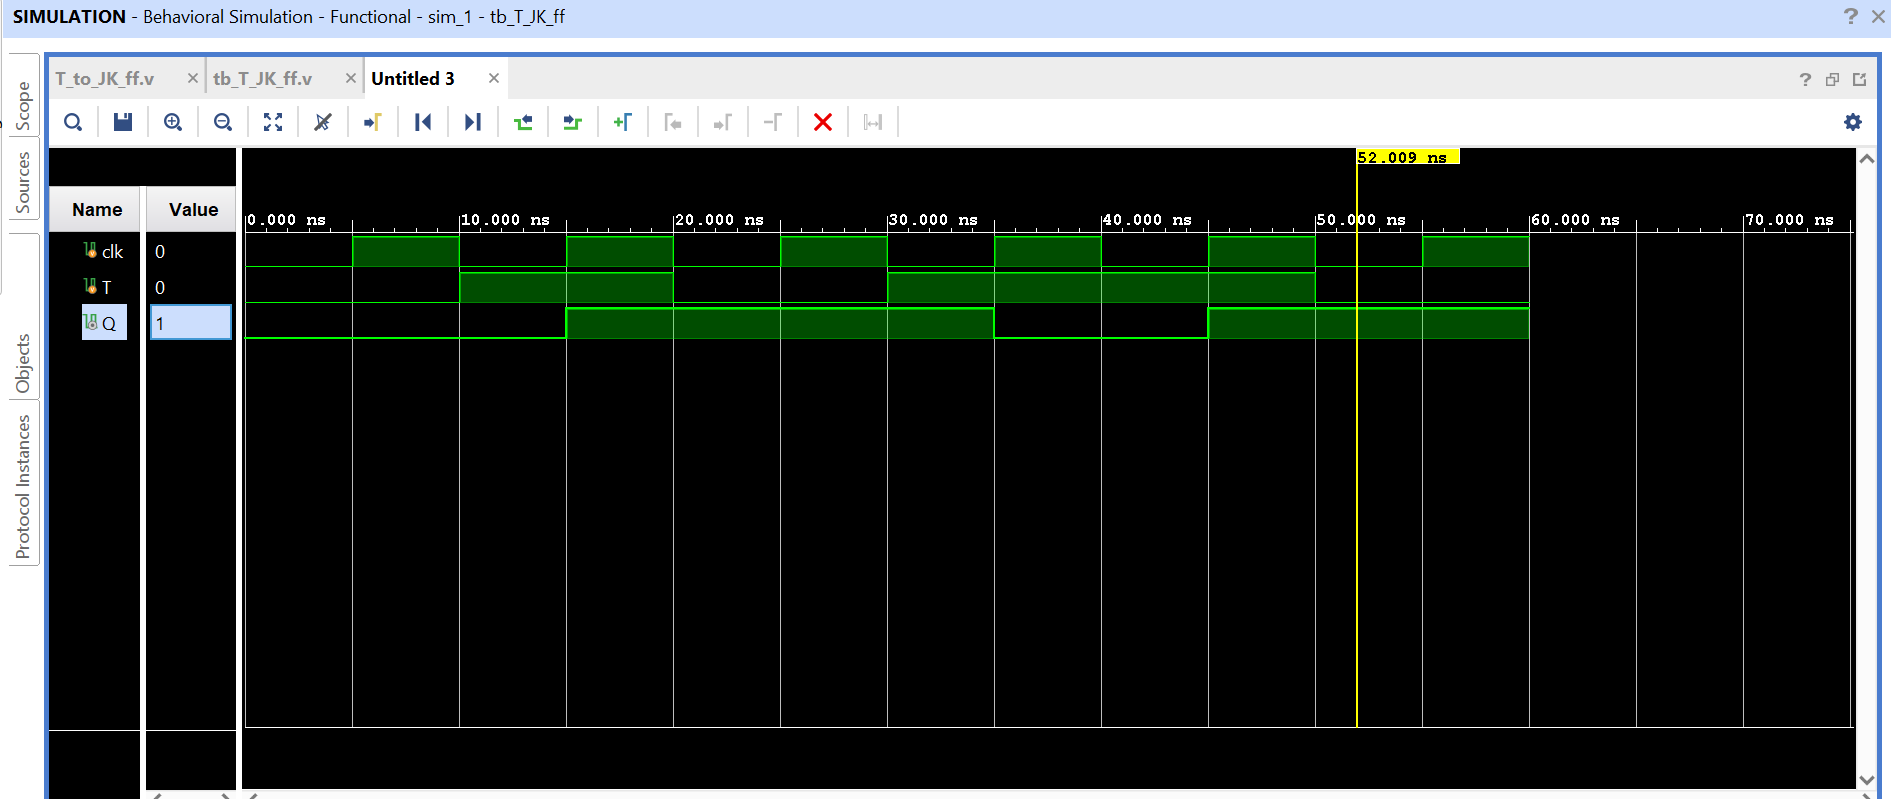 SIMULATION - Behavioral Simulation - Functional - sim_1 - tb_T_JK_ff
?
T_to_JK_ff.v
tb_T_JK_ff.v
Untitled 3
?
Scope
Sources
Objects
Protocol Instances
52.009 ns
Name
Value
0.000 ns
10.000 ns
20.000 ns
30.000 ns
40.000 ns
50.000 ns
60.000 ns
70.000 ns
clk
0
T
0
Q
1